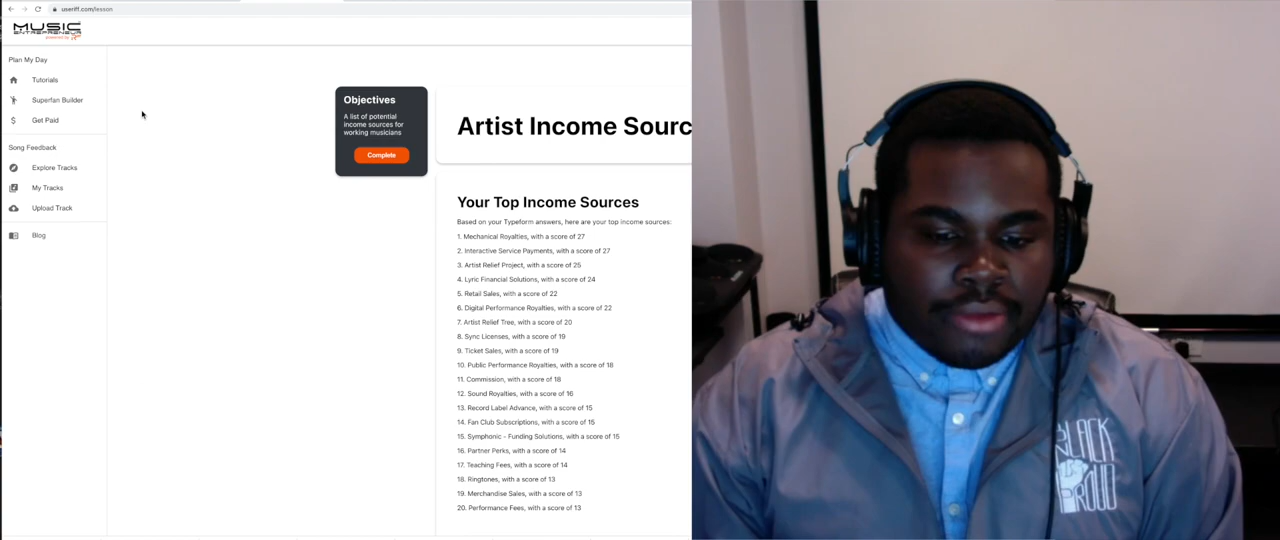 useriff.com/lesson
MUSIC
ENTREPRENEUR
powered by
Plan My Day
Tutorials
Superfan Builder
Get Paid
Song Feedback
Explore Tracks
My Tracks
Upload Track
Blog
Objectives
A list of potential
income sources for
working musicians
Complete
Artist Income Sourc
Your Top Income Sources
Based on your Typeform answers, here are your top income sources:
1. Mechanical Royalties, with a score of 27
2. Interactive Service Payments, with a score of 27
3. Artist Relief Project, with a score of 25
4. Lyric Financial Solutions, with a score of 24
5. Retail Sales, with a score of 22
6. Digital Performance Royalties, with a score of 22
7. Artist Relief Tree, with a score of 20
8. Sync Licenses, with a score of 19
9. Ticket Sales, with a score of 19
10. Public Performance Royalties, with a score of 18
11. Commission, with a score of 18
12. Sound Royalties, with a score of 16
13. Record Label Advance, with a score of 15
14. Fan Club Subscriptions, with a score of 15
15. Symphonic - Funding Solutions, with a score of 15
16. Partner Perks, with a score of 14
17. Teaching Fees, with a score of 14
18. Ringtones, with a score of 13
19. Merchandise Sales, with a score of 13
20. Performance Fees, with a score of 13
BLACK
PROUD